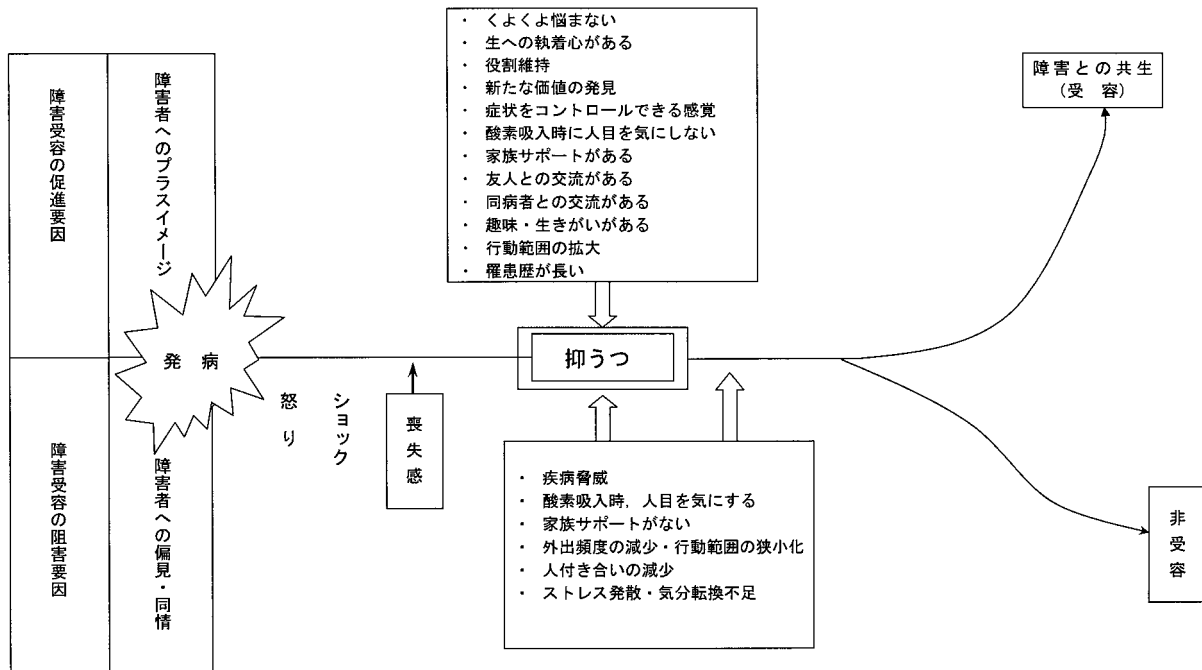 障害受容の促進要因
障害者へのプラスイメージ
・ くよくよ悩まない
・ 生への執着心がある
・ 役割維持
・ 新たな価値の発見
・ 症状をコントロールできる感覚
・ 酸素吸入時に人目を気にしない
・ 家族サポートがある
・ 友人との交流がある
・ 同病者との交流がある
・ 趣味・生きがいがある
・ 行動範囲の拡大
・ 罹患歴が長い
障害との共生
(受 容)
発 病
怒り
ショック
喪失感
抑うつ
障害受容の阻害要因
障害者への偏見・同情
・ 疾病脅威
・ 酸素吸入時，人目を気にする
・ 家族サポートがない
・ 外出頻度の減少・行動範囲の狭小化
・ 人付き合いの減少
・ ストレス発散・気分転換不足
非受容